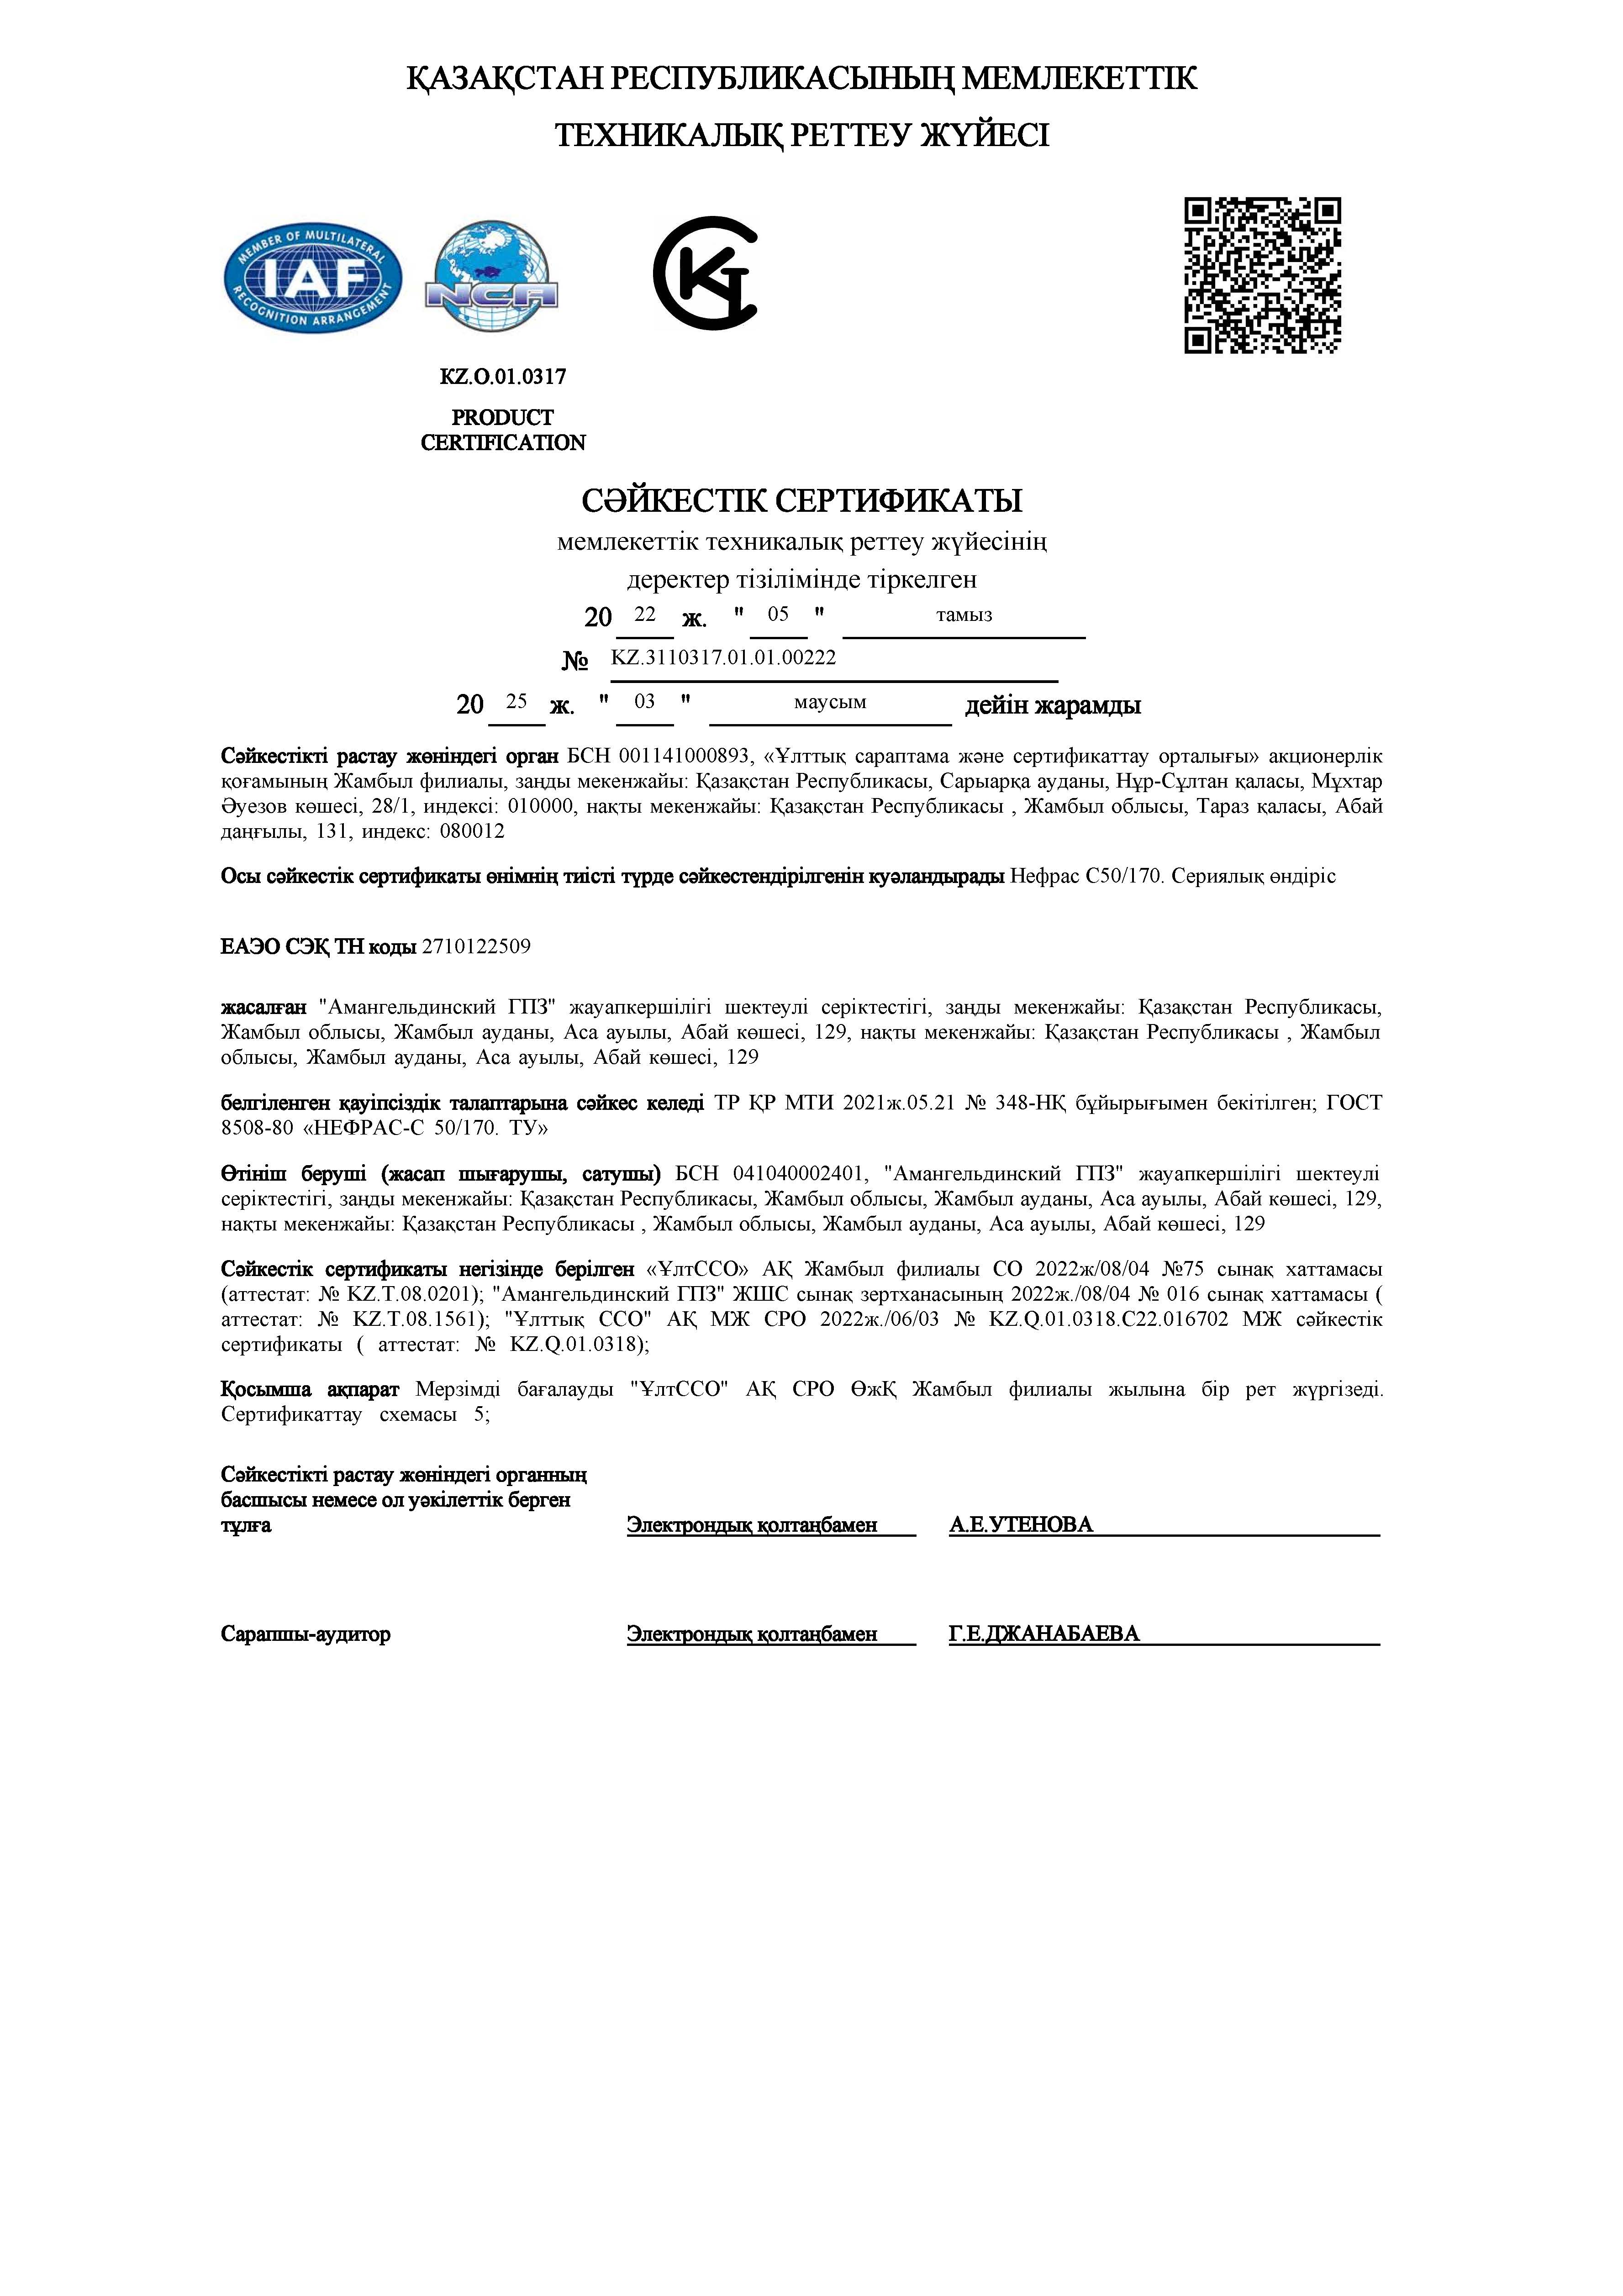 ҚАЗАҚСТАН РЕСПУБЛИКАСЫНЫҢ МЕМЛЕКЕТТІК
ТЕХНИКАЛЫҚ РЕТТЕУ ЖҮЙЕСІ
MEMBER OF MULTILATERAL
IAF
RECOGNITION ARRANGEMENT
NCA
KZ.O.01.0317
PRODUCT
CERTIFICATION
СӘЙКЕСТІК СЕРТИФИКАТЫ
мемлекеттік техникалық реттеу жүйесінің
деректер тізілімінде тіркелген
20 22 ж. " 05 " тамыз
№ KZ.3110317.01.01.00222
20 25 ж. " 03 " маусым дейін жарамды
Сәйкестікті растау жөніндегі орган БСН 001141000893, «Ұлттық сараптама және сертификаттау орталығы» акционерлік
қоғамының Жамбыл филиалы, заңды мекенжайы: Қазақстан Республикасы, Сарыарқа ауданы, Нұр-Сұлтан қаласы, Мұхтар
Әуезов көшесі, 28/1, индексі: 010000, нақты мекенжайы: Қазақстан Республикасы , Жамбыл облысы, Тараз қаласы, Абай
даңғылы, 131, индекс: 080012
Осы сәйкестік сертификаты өнімнің тиісті түрде сәйкестендірілгенін куәландырады Нефрас С50/170. Сериялық өндіріс
ЕАЭО СЭҚ ТН коды 2710122509
жасалған "Амангельдинский ГПЗ" жауапкершілігі шектеулі серіктестігі, заңды мекенжайы: Қазақстан Республикасы,
Жамбыл облысы, Жамбыл ауданы, Аса ауылы, Абай көшесі, 129, нақты мекенжайы: Қазақстан Республикасы , Жамбыл
облысы, Жамбыл ауданы, Аса ауылы, Абай көшесі, 129
белгіленген қауіпсіздік талаптарына сәйкес келеді ТР ҚР МТИ 2021ж.05.21 № 348-НҚ бұйырығымен бекітілген; ГОСТ
8508-80 «НЕФРАС-С 50/170. ТУ»
Өтініш беруші (жасап шығарушы, сатушы) БСН 041040002401, "Амангельдинский ГПЗ" жауапкершілігі шектеулі
серіктестігі, заңды мекенжайы: Қазақстан Республикасы, Жамбыл облысы, Жамбыл ауданы, Аса ауылы, Абай көшесі, 129,
нақты мекенжайы: Қазақстан Республикасы , Жамбыл облысы, Жамбыл ауданы, Аса ауылы, Абай көшесі, 129
Сәйкестік сертификаты негізінде берілген «ҰлтССО» АҚ Жамбыл филиалы СО 2022ж/08/04 №75 сынақ хаттамасы
(аттестат: № KZ.T.08.0201); "Амангельдинский ГПЗ" ЖШС сынақ зертханасының 2022ж./08/04 № 016 сынақ хаттамасы (
аттестат: № KZ.T.08.1561); "Ұлттық ССО" АҚ МЖ СРО 2022ж./06/03 № KZ.Q.01.0318.C22.016702 МЖ сәйкестік
сертификаты ( аттестат: № KZ.Q.01.0318);
Қосымша ақпарат Мерзімді бағалауды "ҰлтССО" АҚ СРО ӨжҚ Жамбыл филиалы жылына бір рет жүргізеді.
Сертификаттау схемасы 5;
Сәйкестікті растау жөніндегі органның
басшысы немесе ол уәкілеттік берген
тұлға Электрондық қолтаңбамен А.Е.УТЕНОВА
Сарапшы-аудитор Электрондық қолтаңбамен Г.Е.ДЖАНАБАЕВА